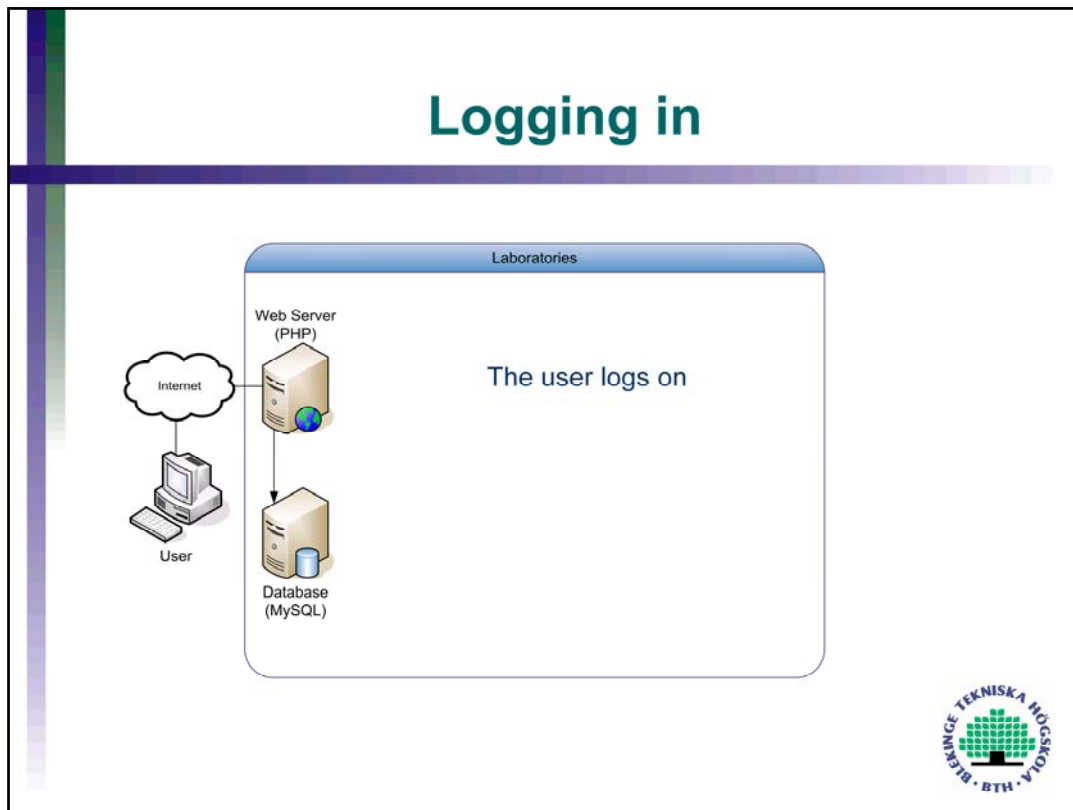 Logging in
Laboratories
Web Server
(PHP)
Internet
The user logs on
User
Database
(MySQL)
BLEKINGE TEKNISKA HÖGSKOLA
· BTH ·